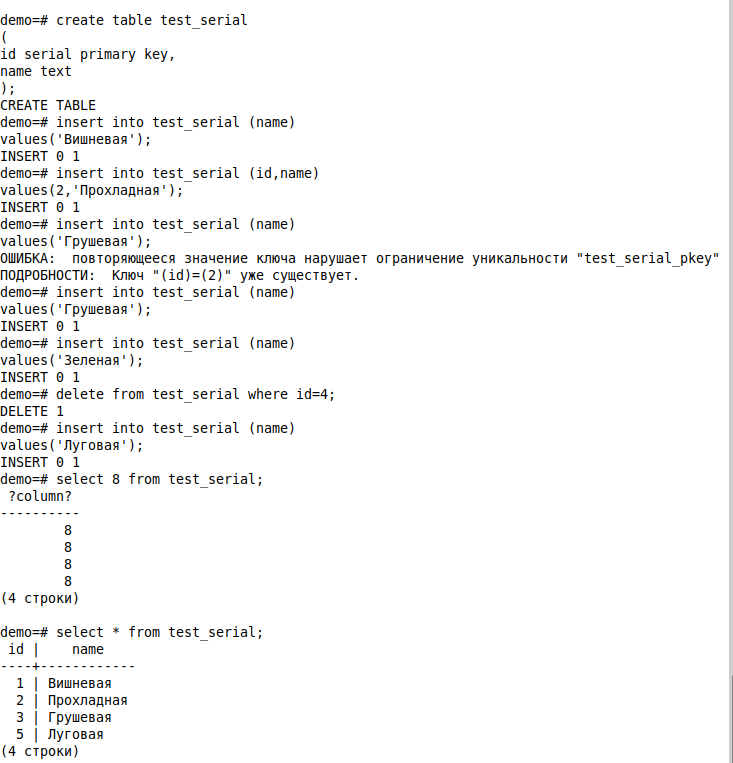 demo=# create table test_serial
(
id serial primary key,
name text
);
CREATE TABLE
demo=# insert into test_serial (name)
values('Вишневая');
INSERT 0 1
demo=# insert into test_serial (id,name)
values(2,'Прохладная');
INSERT 0 1
demo=# insert into test_serial (name)
values('Грушевая');
ОШИБКА:  повторяющееся значение ключа нарушает ограничение уникальности "test_serial_pkey"
ПОДРОБНОСТИ:  Ключ "(id)=(2)" уже существует.
demo=# insert into test_serial (name)
values('Грушевая');
INSERT 0 1
demo=# insert into test_serial (name)
values('Зеленая');
INSERT 0 1
demo=# delete from test_serial where id=4;
DELETE 1
demo=# insert into test_serial (name)
values('Луговая');
INSERT 0 1
demo=# select 8 from test_serial;
 ?column?
----------
        8
        8
        8
        8
(4 строки)

demo=# select * from test_serial;
 id |    name
----+------------
  1 | Вишневая
  2 | Прохладная
  3 | Грушевая
  5 | Луговая
(4 строки)